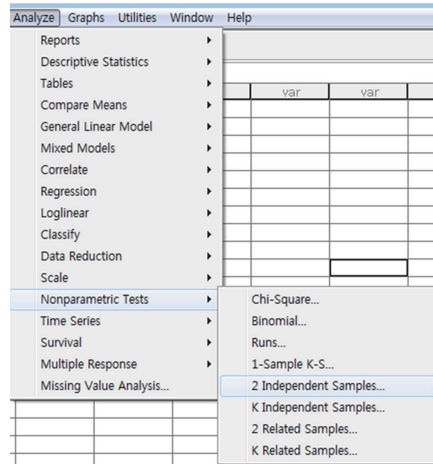 Analyze Graphs Utilities Window Help
Reports
Descriptive Statistics
Tables
var var
Compare Means
General Linear Model
Mixed Models
Correlate
Regression
Loglinear
Classify
Data Reduction
Scale
Nonparametric Tests
Time Series
Survival
Multiple Response
Missing Value Analysis...
Chi-Square...
Binomial...
Runs...
1-Sample K-S...
2 Independent Samples...
K Independent Samples...
2 Related Samples...
K Related Samples...